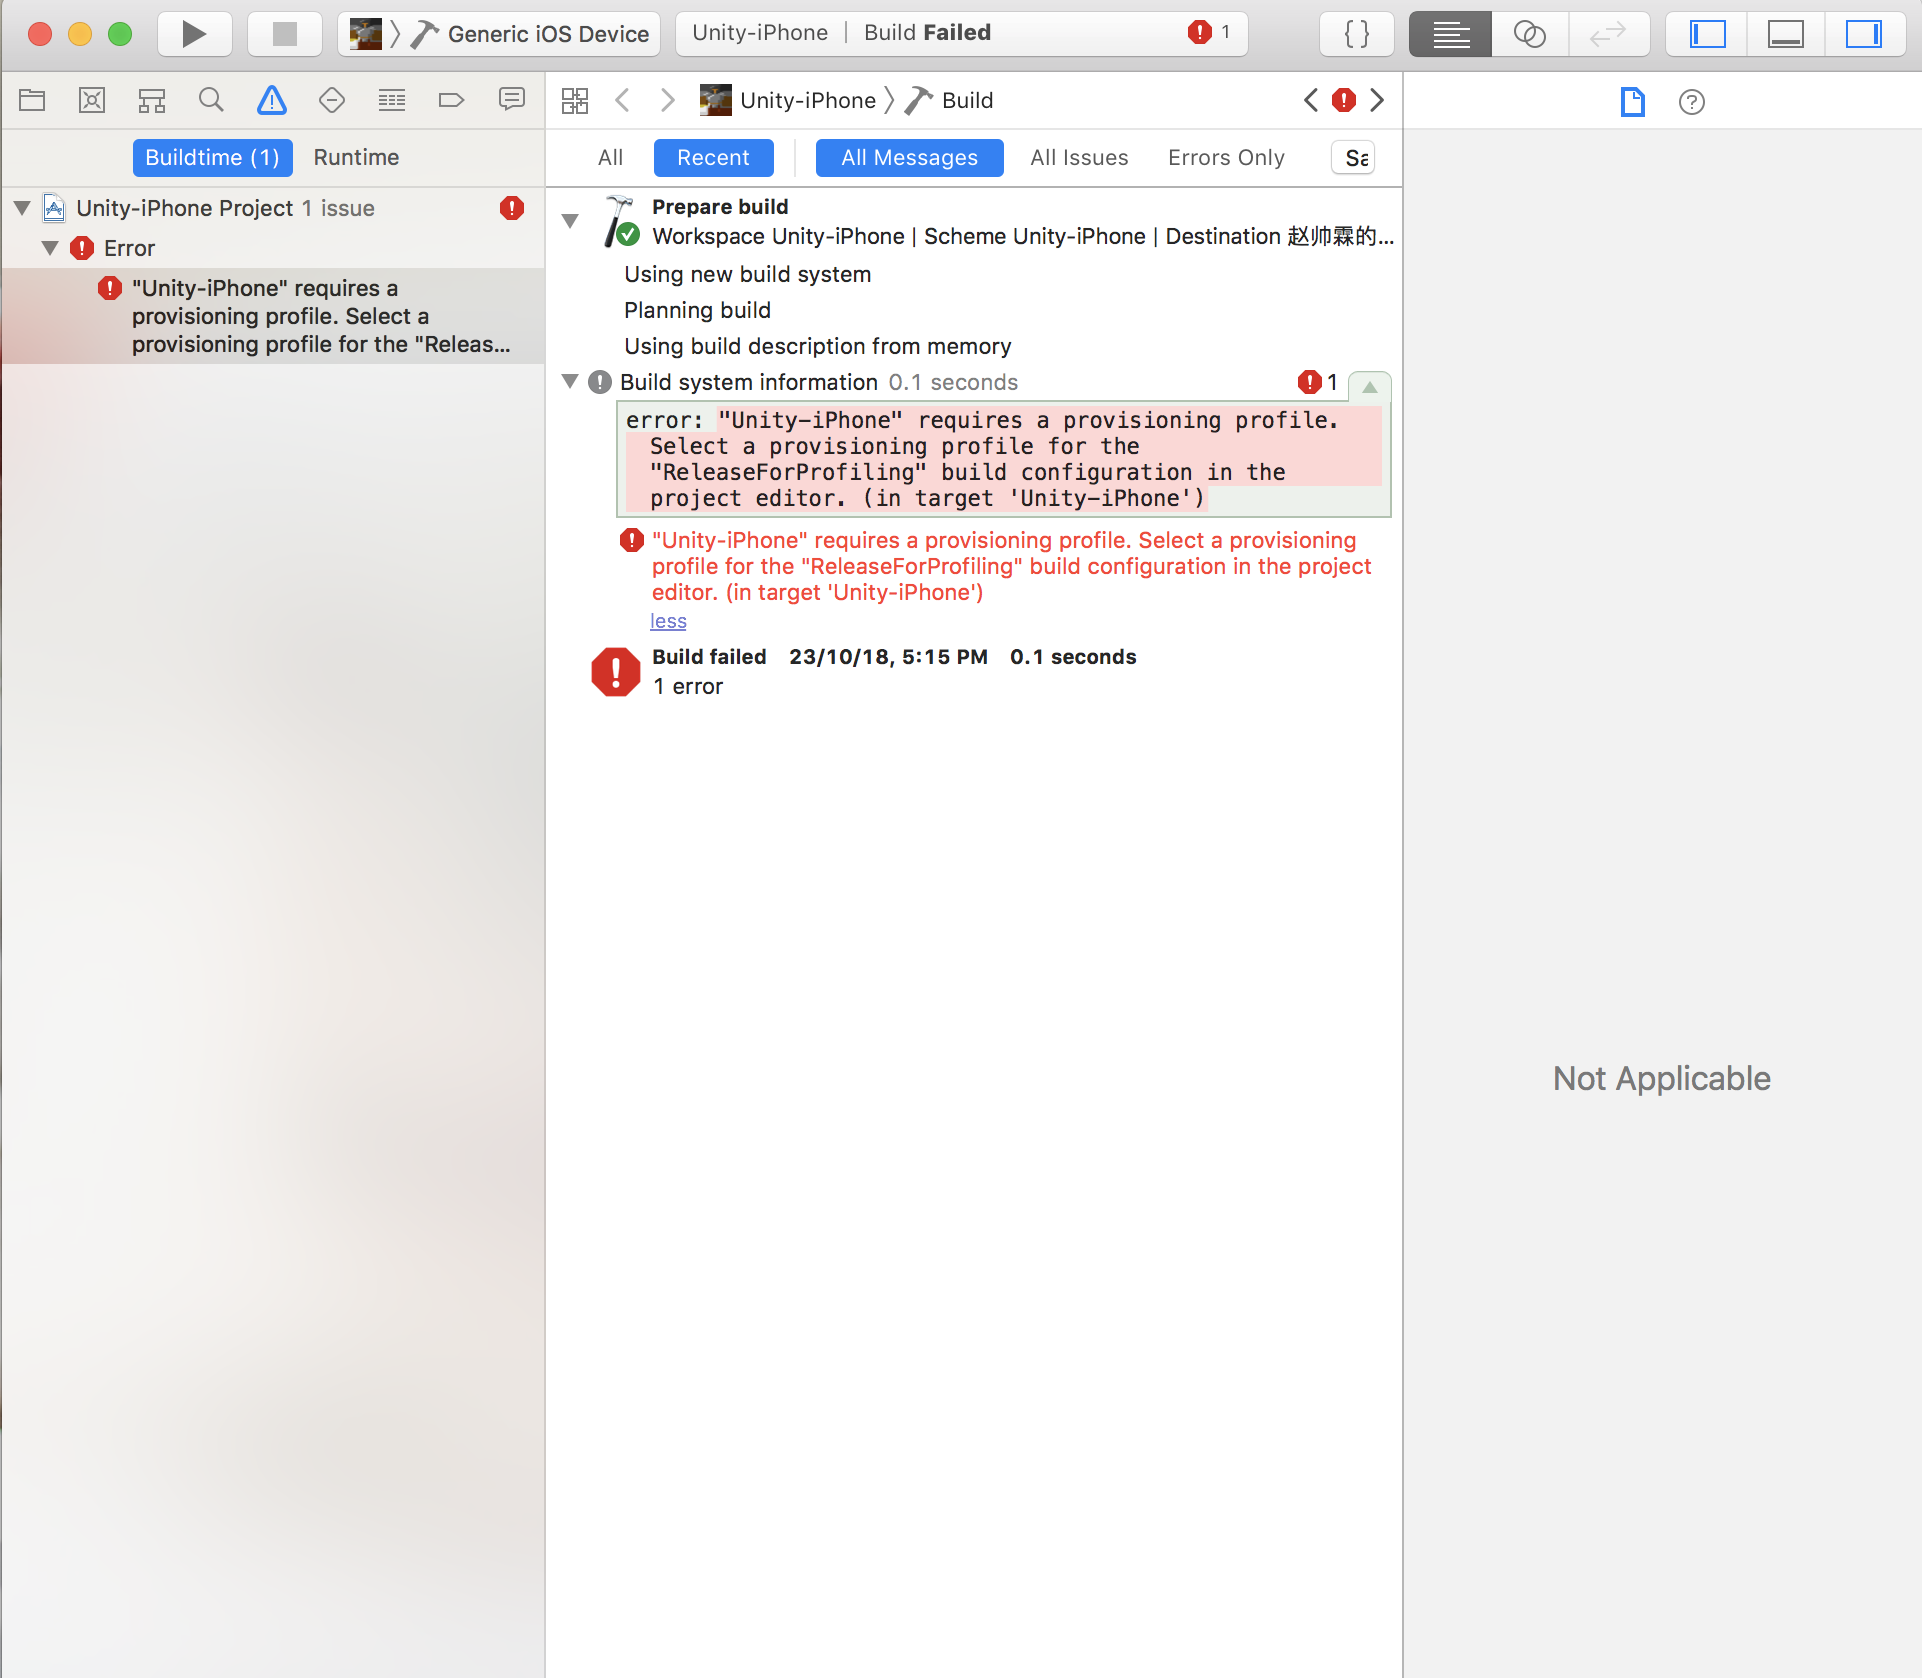 Generic iOS Device
Unity-iPhone | Build Failed
1
{ }
Unity-iPhone
Build
Buildtime (1)
Runtime
All
Recent
All Messages
All Issues
Errors Only
Sa
Unity-iPhone Project 1 issue
Error
"Unity-iPhone" requires a
provisioning profile. Select a
provisioning profile for the "Releas...
Prepare build
Workspace Unity-iPhone | Scheme Unity-iPhone | Destination 赵帅霖的...
Using new build system
Planning build
Using build description from memory
Build system information 0.1 seconds
1
error: "Unity-iPhone" requires a provisioning profile.
Select a provisioning profile for the
"ReleaseForProfiling" build configuration in the
project editor. (in target 'Unity-iPhone')
"Unity-iPhone" requires a provisioning profile. Select a provisioning
profile for the "ReleaseForProfiling" build configuration in the project
editor. (in target 'Unity-iPhone')
less
Build failed 23/10/18, 5:15 PM 0.1 seconds
1 error
Not Applicable